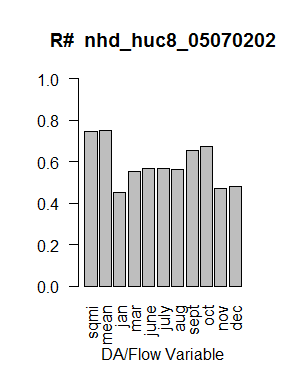 R#  nhd_huc8_05070202
1.0
0.8
0.6
0.4
0.2
0.0
sqmi
mean
jan
mar
june
july
aug
sept
oct
nov
dec
DA/Flow Variable